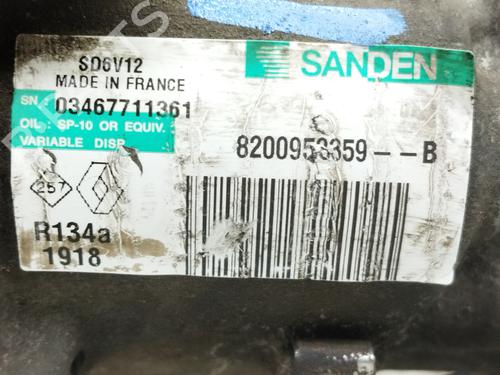 SD6V12
MADE IN FRANCE
SN: 03467711361
OIL: SP-10 OR EQUIV.
VARIABLE DISP.
SANDEN
8200953359--B
257
R134a
1918